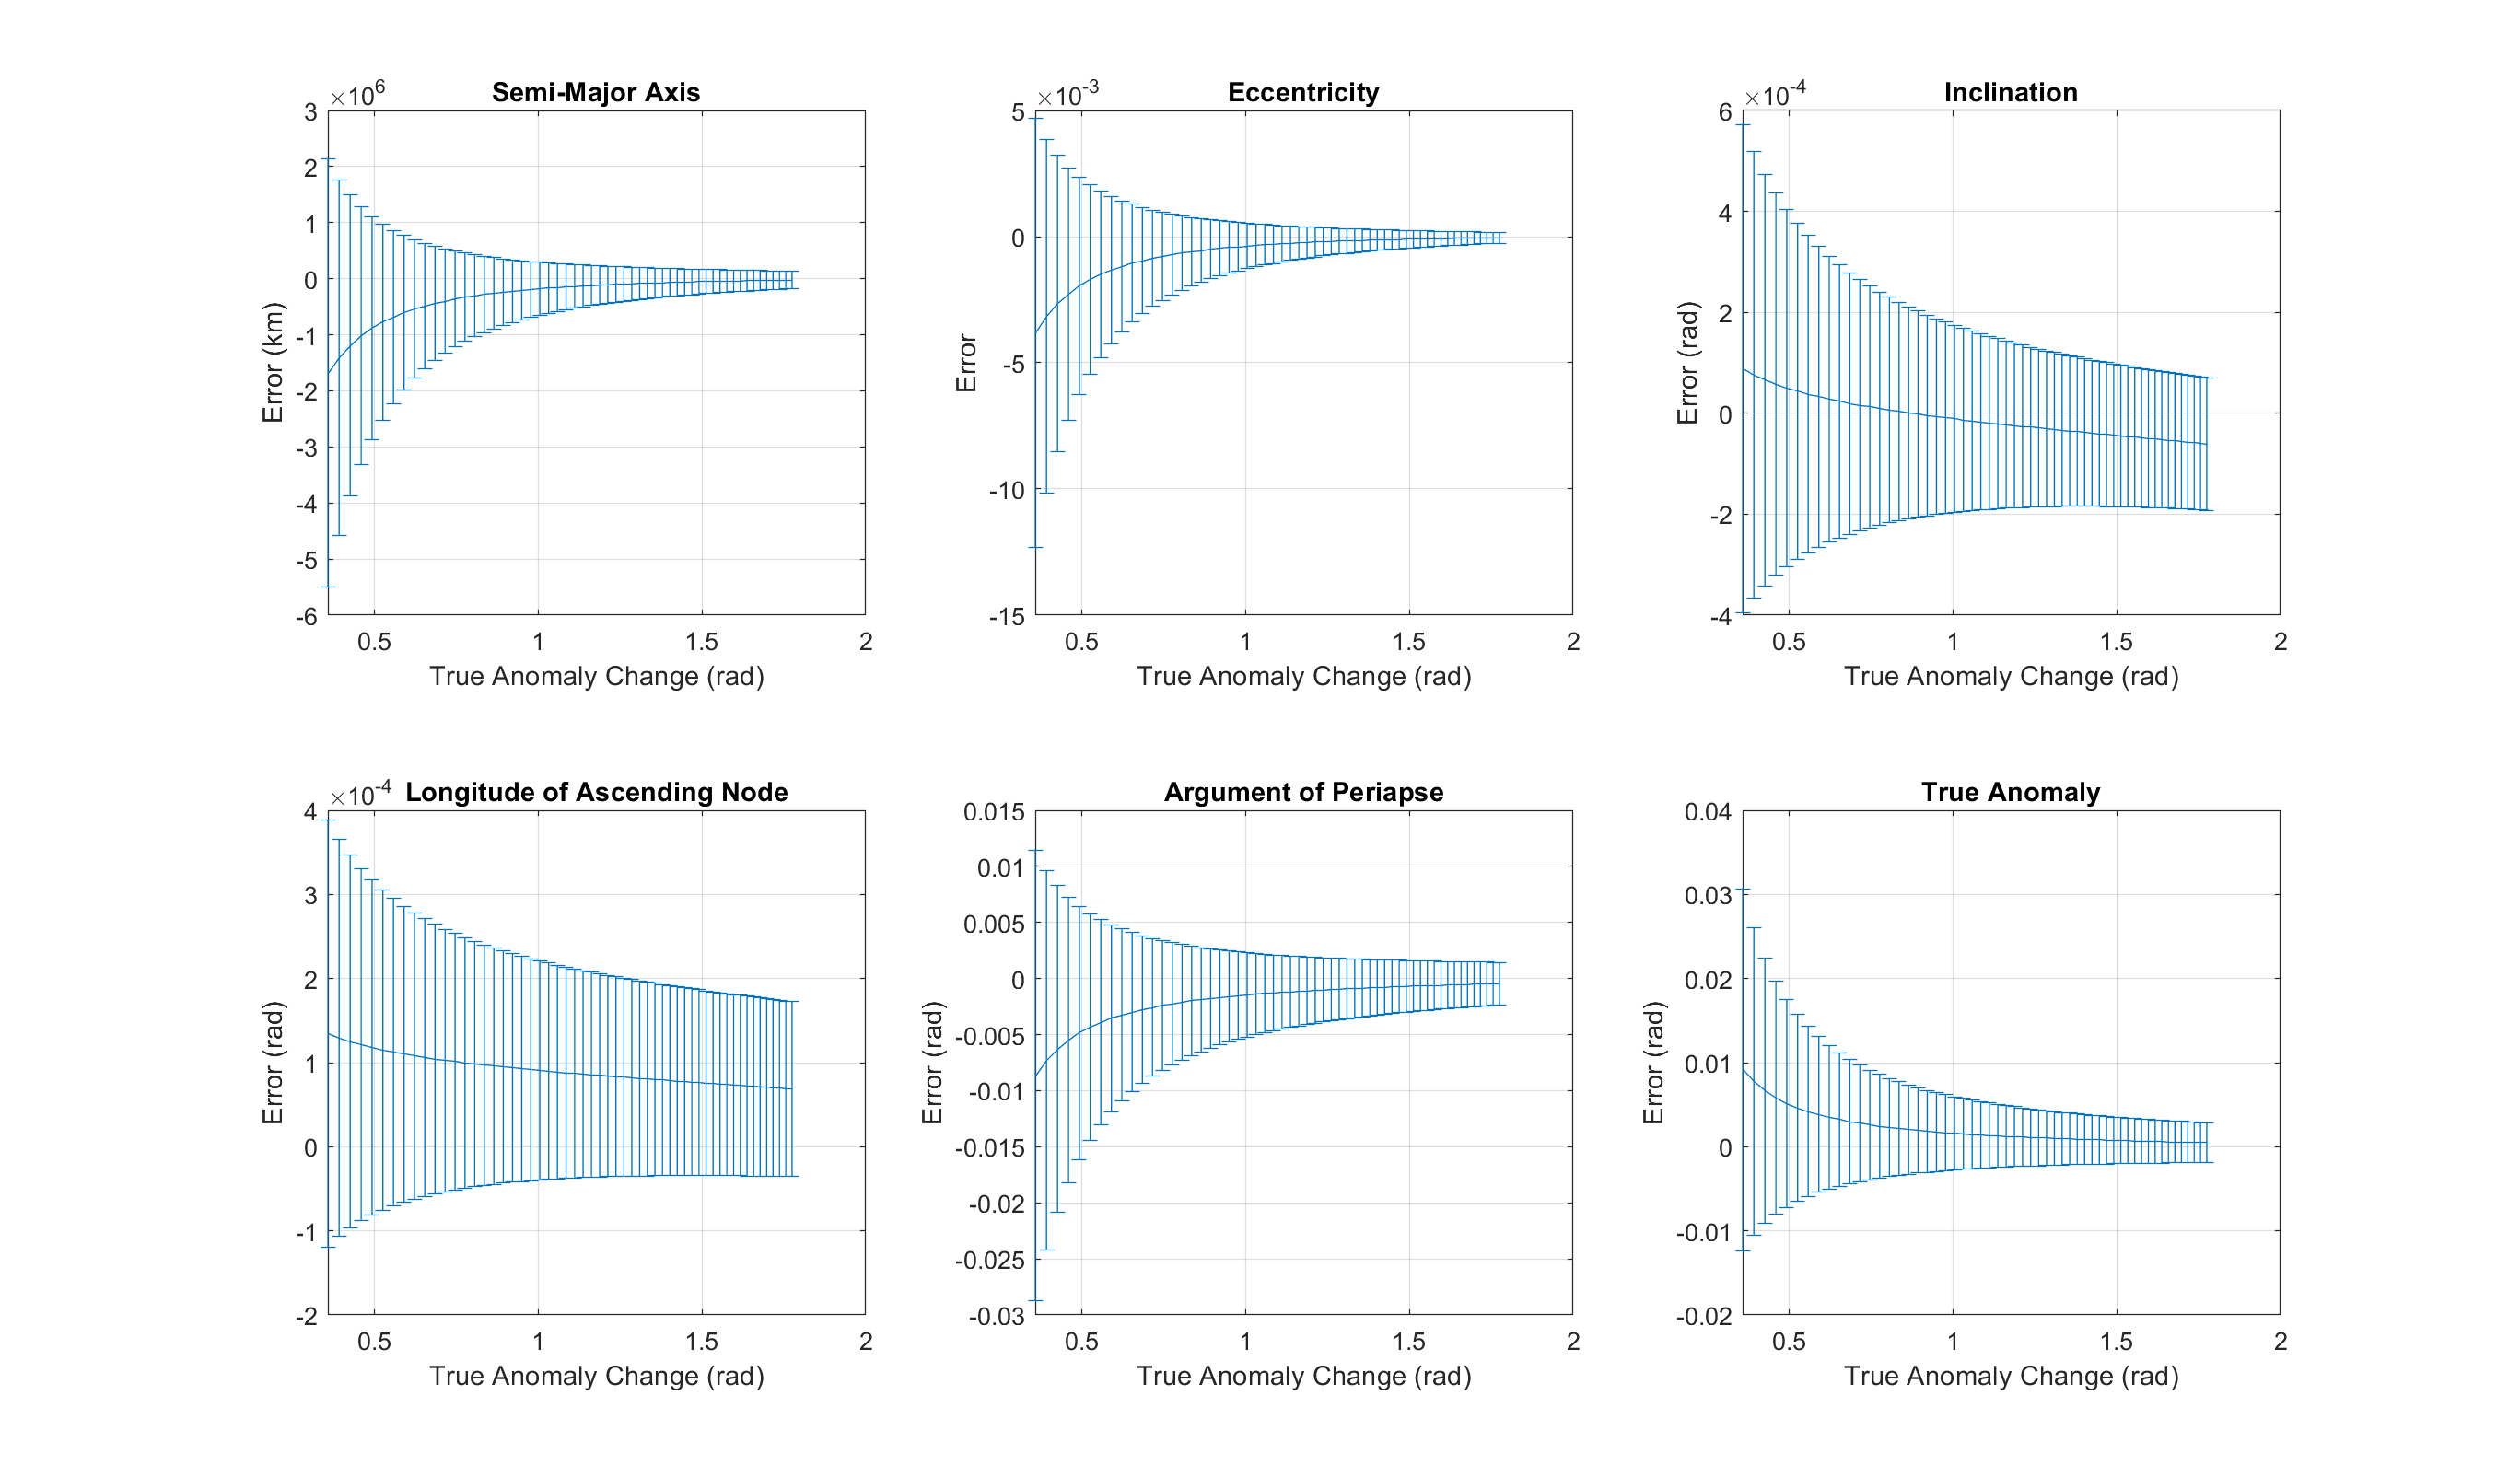 Semi-Major Axis
×10^6
3
2
1
0
-1
-2
-3
-4
-5
-6
Error (km)
0.5 1 1.5 2
True Anomaly Change (rad)
Eccentricity
×10^-3
5
0
-5
-10
-15
Error
0.5 1 1.5 2
True Anomaly Change (rad)
Inclination
×10^-4
6
4
2
0
-2
-4
Error (rad)
0.5 1 1.5 2
True Anomaly Change (rad)
Longitude of Ascending Node
×10^-4
4
3
2
1
0
-1
-2
Error (rad)
0.5 1 1.5 2
True Anomaly Change (rad)
Argument of Periapse
0.015
0.01
0.005
0
-0.005
-0.01
-0.015
-0.02
-0.025
-0.03
Error (rad)
0.5 1 1.5 2
True Anomaly Change (rad)
True Anomaly
0.04
0.03
0.02
0.01
0
-0.01
-0.02
Error (rad)
0.5 1 1.5 2
True Anomaly Change (rad)